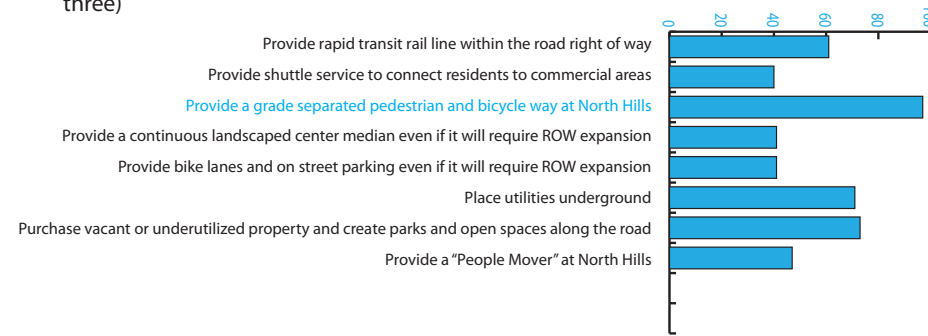 three)
0 20 40 60 80 100
Provide rapid transit rail line within the road right of way
Provide shuttle service to connect residents to commercial areas
Provide a grade separated pedestrian and bicycle way at North Hills
Provide a continuous landscaped center median even if it will require ROW expansion
Provide bike lanes and on street parking even if it will require ROW expansion
Place utilities underground
Purchase vacant or underutilized property and create parks and open spaces along the road
Provide a “People Mover” at North Hills